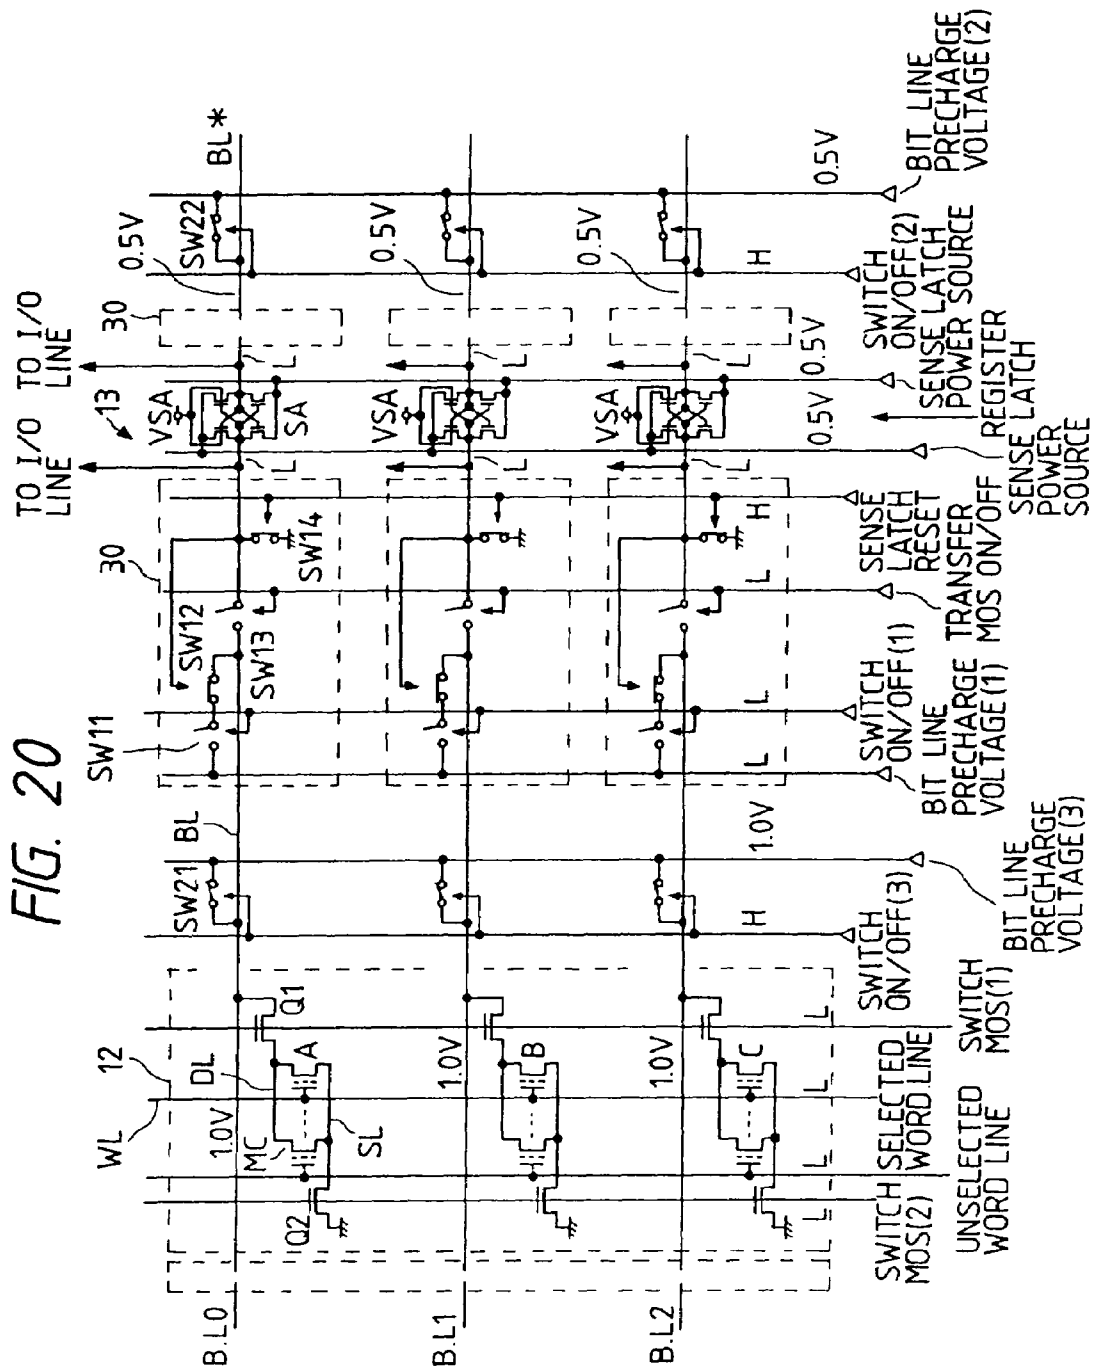 FIG. 20
TO I/O
LINE
TO I/O
LINE
13
12
WL
DL
1.0V
MC
A
Q1
Q2
SL
SW21
BL
SW11
30
SW12
SW13
SW14
L
VSA
SA
L
30
0.5V
SW22
BL*
B.L0
1.0V
B
L
VSA
L
0.5V
B.L1
1.0V
C
L
VSA
L
0.5V
B.L2
L
L
L
L
H
1.0V
L
L
L
H
0.5V
0.5V
H
0.5V
SWITCH
MOS(2)
UNSELECTED
WORD LINE
SELECTED
WORD LINE
SWITCH
MOS(1)
SWITCH
ON/OFF(3)
BIT LINE
PRECHARGE
VOLTAGE(3)
BIT LINE
PRECHARGE
VOLTAGE(1)
SWITCH
ON/OFF(1)
TRANSFER
MOS ON/OFF
SENSE
LATCH
RESET
SENSE
POWER
SOURCE
REGISTER
LATCH
SENSE LATCH
POWER SOURCE
SWITCH
ON/OFF(2)
BIT LINE
PRECHARGE
VOLTAGE(2)